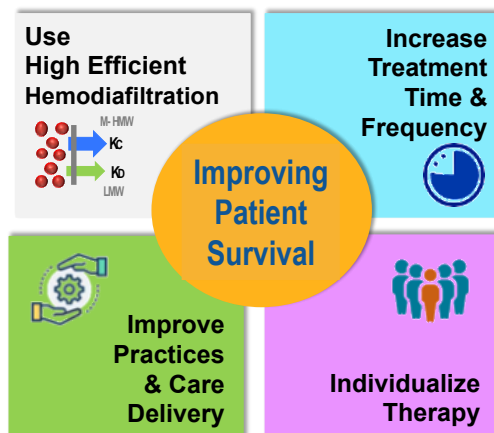 Use
High Efficient
Hemodiafiltration
M- HMW
KC
KD
LMW
Increase
Treatment
Time &
Frequency
Improving
Patient
Survival
Improve
Practices
& Care
Delivery
Individualize
Therapy